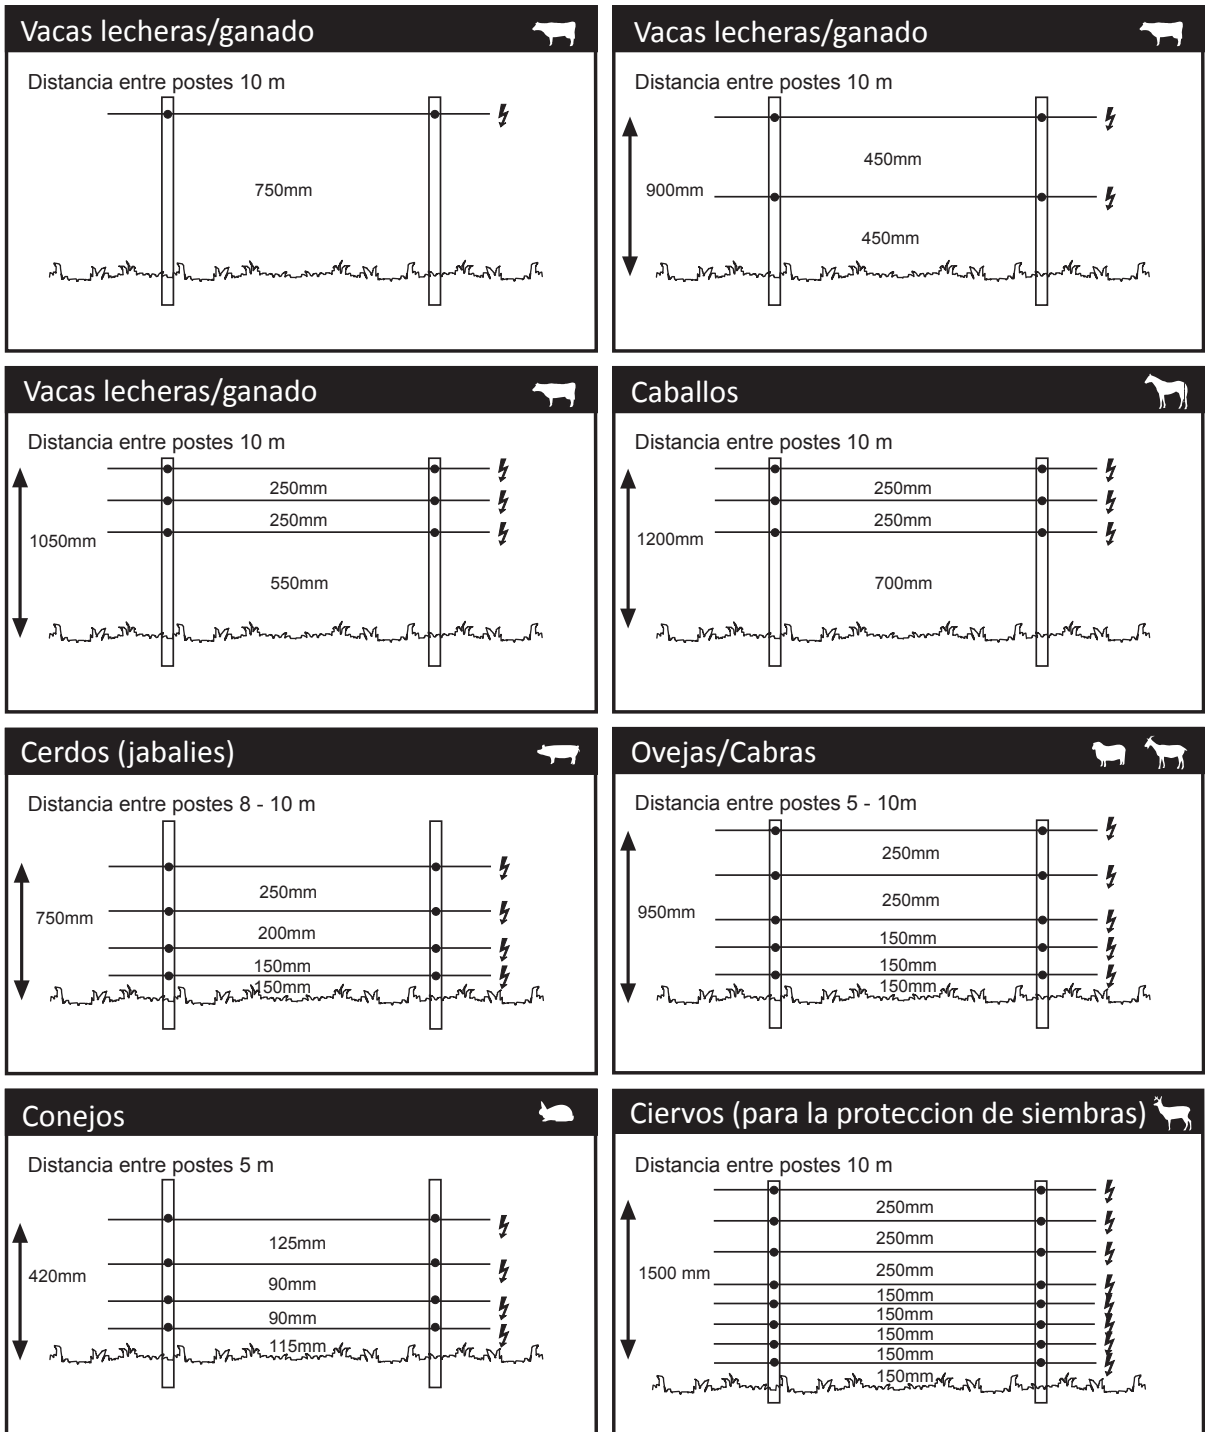 Vacas lecheras/ganado
Distancia entre postes 10 m
750mm
Vacas lecheras/ganado
Distancia entre postes 10 m
450mm
900mm
450mm
Vacas lecheras/ganado
Distancia entre postes 10 m
250mm
250mm
1050mm
550mm
Caballos
Distancia entre postes 10 m
250mm
250mm
1200mm
700mm
Cerdos (jabalies)
Distancia entre postes 8 - 10 m
250mm
750mm
200mm
150mm
150mm
Ovejas/Cabras
Distancia entre postes 5 - 10m
250mm
250mm
950mm
150mm
150mm
150mm
Conejos
Distancia entre postes 5 m
125mm
420mm
90mm
90mm
115mm
Ciervos (para la proteccion de siembras)
Distancia entre postes 10 m
250mm
250mm
250mm
1500 mm
150mm
150mm
150mm
150mm
150mm